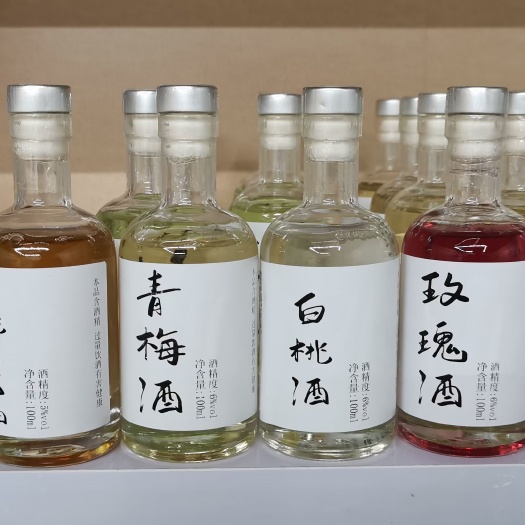 本品含酒精 过量饮酒有害健康
酒精度:5%vol
净含量:100ml
青梅酒
酒精度:6%vol
净含量:100ml
白桃酒
酒精度:6%vol
净含量:100ml
玫瑰酒
酒精度:6%vol
净含量:100ml